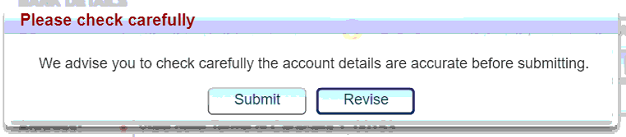 Please check carefully
We advise you to check carefully the account details are accurate before submitting.
Submit Revise